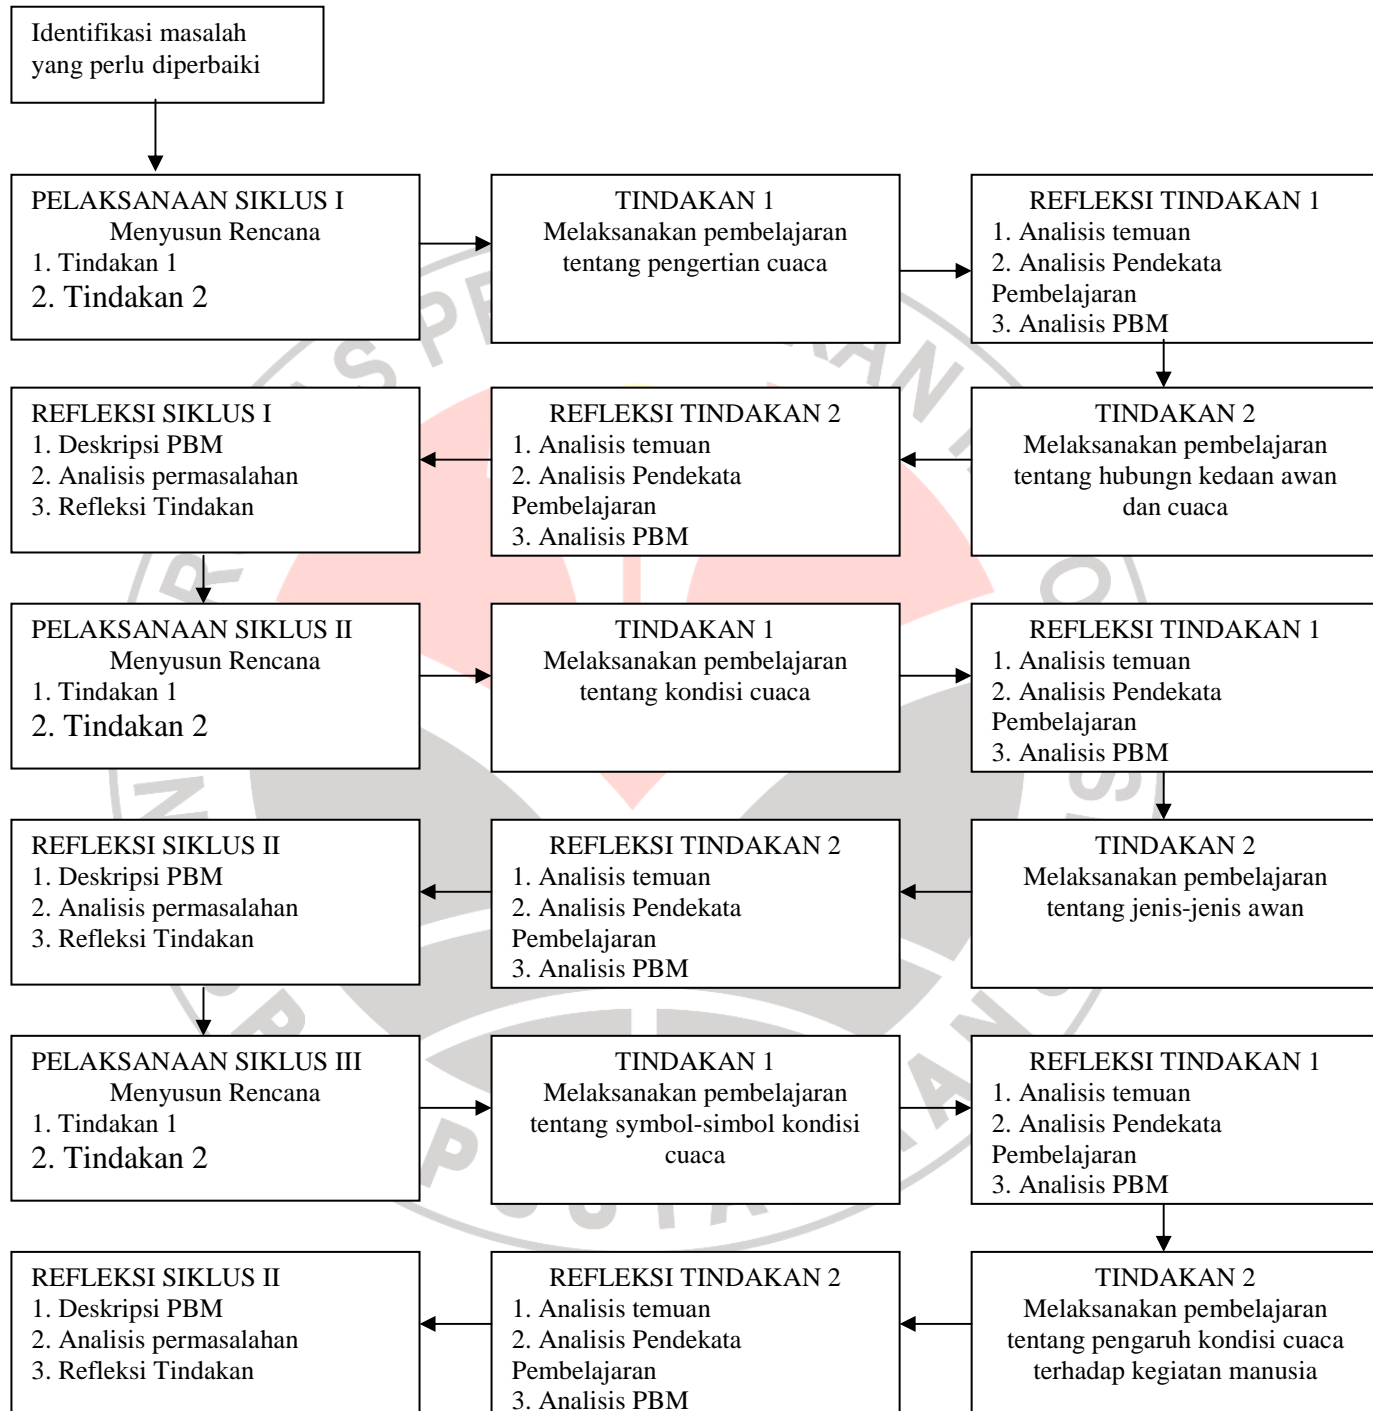 Identifikasi masalah
yang perlu diperbaiki
PELAKSANAAN SIKLUS I
Menyusun Rencana
1. Tindakan 1
2. Tindakan 2
TINDAKAN 1
Melaksanakan pembelajaran
tentang pengertian cuaca
REFLEKSI TINDAKAN 1
1. Analisis temuan
2. Analisis Pendekata
Pembelajaran
3. Analisis PBM
REFLEKSI SIKLUS I
1. Deskripsi PBM
2. Analisis permasalahan
3. Refleksi Tindakan
REFLEKSI TINDAKAN 2
1. Analisis temuan
2. Analisis Pendekata
Pembelajaran
3. Analisis PBM
TINDAKAN 2
Melaksanakan pembelajaran
tentang hubungn kedaan awan
dan cuaca
PELAKSANAAN SIKLUS II
Menyusun Rencana
1. Tindakan 1
2. Tindakan 2
TINDAKAN 1
Melaksanakan pembelajaran
tentang kondisi cuaca
REFLEKSI TINDAKAN 1
1. Analisis temuan
2. Analisis Pendekata
Pembelajaran
3. Analisis PBM
REFLEKSI SIKLUS II
1. Deskripsi PBM
2. Analisis permasalahan
3. Refleksi Tindakan
REFLEKSI TINDAKAN 2
1. Analisis temuan
2. Analisis Pendekata
Pembelajaran
3. Analisis PBM
TINDAKAN 2
Melaksanakan pembelajaran
tentang jenis-jenis awan
PELAKSANAAN SIKLUS III
Menyusun Rencana
1. Tindakan 1
2. Tindakan 2
TINDAKAN 1
Melaksanakan pembelajaran
tentang symbol-simbol kondisi
cuaca
REFLEKSI TINDAKAN 1
1. Analisis temuan
2. Analisis Pendekata
Pembelajaran
3. Analisis PBM
REFLEKSI SIKLUS II
1. Deskripsi PBM
2. Analisis permasalahan
3. Refleksi Tindakan
REFLEKSI TINDAKAN 2
1. Analisis temuan
2. Analisis Pendekata
Pembelajaran
3. Analisis PBM
TINDAKAN 2
Melaksanakan pembelajaran
tentang pengaruh kondisi cuaca
terhadap kegiatan manusia